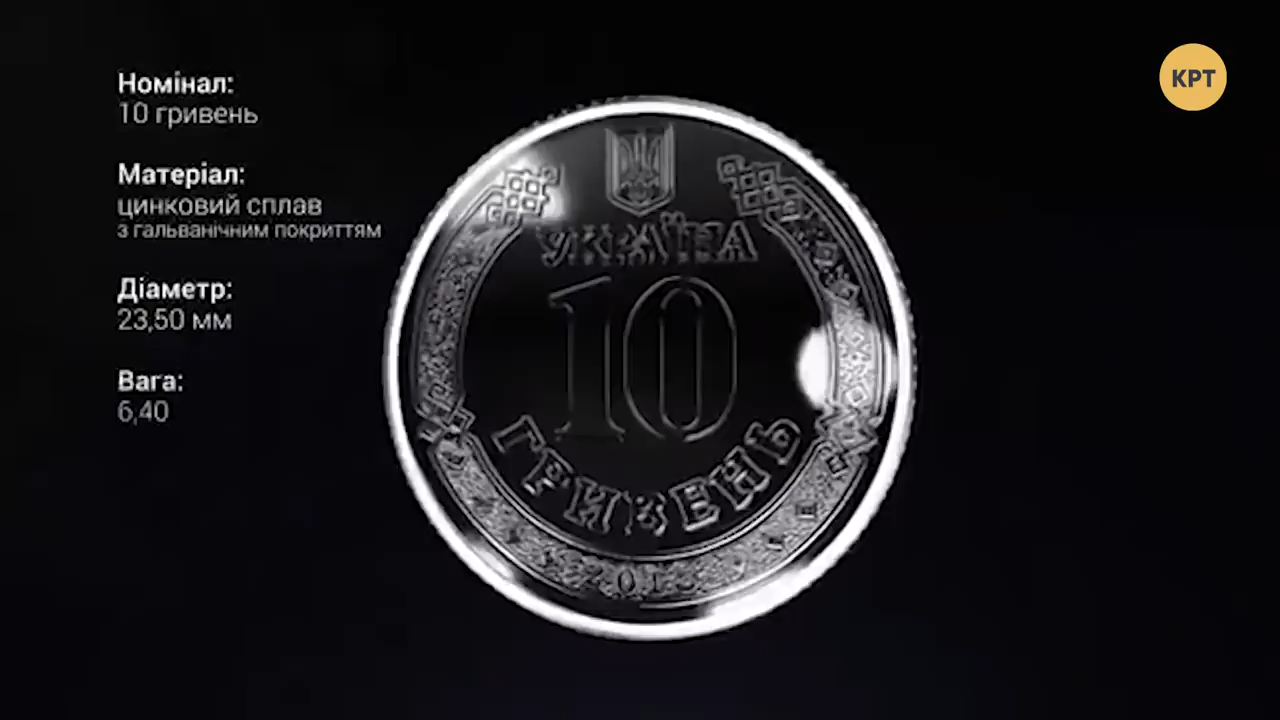 Номінал:
10 гривень
Матеріал:
цинковий сплав
з гальванічним покриттям
Діаметр:
23,50 мм
Вага:
6,40
КРТ
УКРАЇНА
10
ГРИВЕНЬ